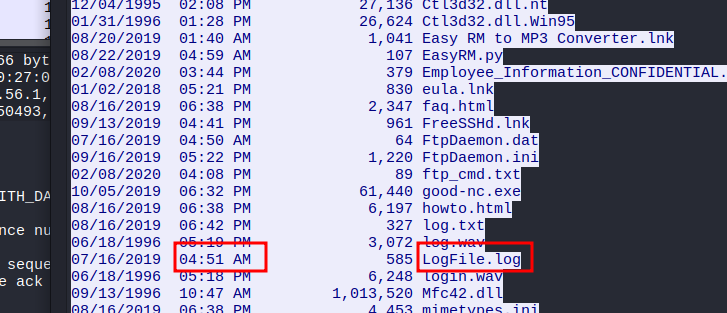 12/04/1995 02:08 PM 27,136 Ctl3d32.dll.nt
01/31/1996 01:28 PM 26,624 Ctl3d32.dll.Win95
08/20/2019 01:40 AM 1,041 Easy RM to MP3 Converter.lnk
66 byt 08/22/2019 04:59 AM 107 EasyRM.py
0:27:0 02/08/2020 03:44 PM 379 Employee_Information_CONFIDENTIAL.
.56.1, 01/02/2018 05:21 PM 830 eula.lnk
50493, 08/16/2019 06:38 PM 2,347 faq.html
09/13/2019 04:41 PM 961 FreeSSHd.lnk
07/16/2019 04:50 AM 64 FtpDaemon.dat
09/16/2019 05:22 PM 1,220 FtpDaemon.ini
02/08/2020 04:08 PM 89 ftp_cmd.txt
ITH_DA 10/05/2019 06:32 PM 61,440 good-nc.exe
08/16/2019 06:38 PM 6,197 howto.html
nce nu 08/16/2019 06:42 PM 327 log.txt
06/18/1996 05:19 PM 3,072 log.wav
07/16/2019 04:51 AM 585 LogFile.log
seque 06/18/1996 05:18 PM 6,248 login.wav
e ack 09/13/1996 10:47 AM 1,013,520 Mfc42.dll
08/16/2019 06:38 PM 4,453 mimetypes.ini